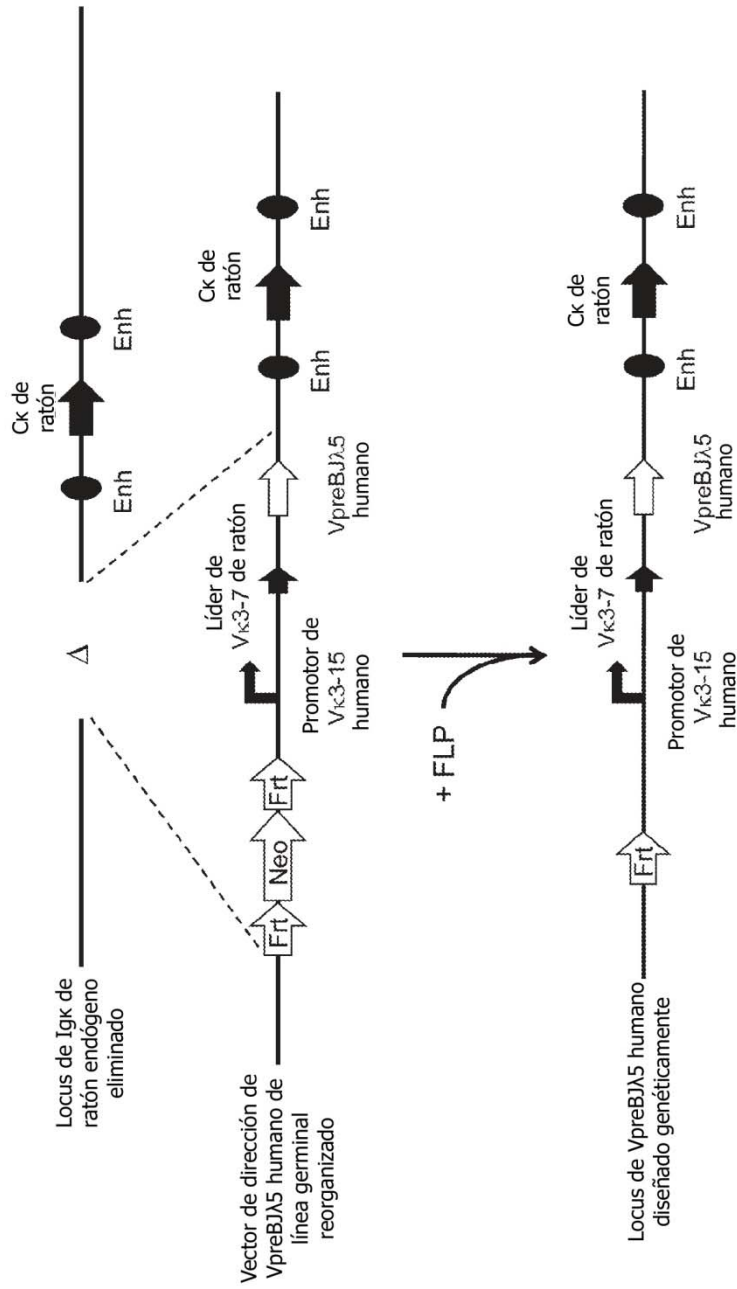 Locus de Igκ de
ratón endógeno
eliminado
Δ
Enh
Cκ de
ratón
Enh
Vector de dirección de
VpreBJλ5 humano de
línea germinal
reorganizado
Frt
Neo
Frt
Promotor de
Vκ3-15
humano
Líder de
Vκ3-7 de ratón
VpreBJλ5
humano
Enh
Cκ de
ratón
Enh
+ FLP
Locus de VpreBJλ5 humano
diseñado genéticamente
Frt
Promotor de
Vκ3-15
humano
Líder de
Vκ3-7 de ratón
VpreBJλ5
humano
Enh
Cκ de
ratón
Enh